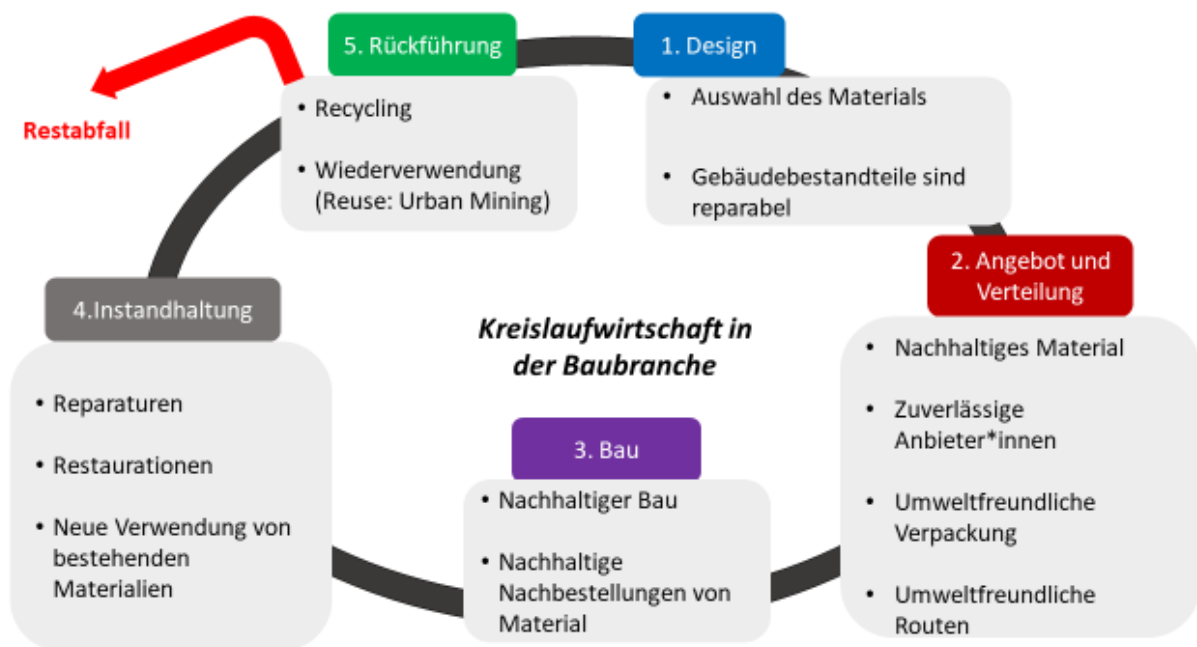 5. Rückführung
• Recycling
• Wiederverwendung
(Reuse: Urban Mining)
Restabfall
1. Design
• Auswahl des Materials
• Gebäudebestandteile sind
reparabel
2. Angebot und
Verteilung
• Nachhaltiges Material
• Zuverlässige
Anbieter*innen
• Umweltfreundliche
Verpackung
• Umweltfreundliche
Routen
Kreislaufwirtschaft in
der Baubranche
3. Bau
• Nachhaltiger Bau
• Nachhaltige
Nachbestellungen von
Material
4.Instandhaltung
• Reparaturen
• Restaurationen
• Neue Verwendung von
bestehenden
Materialien